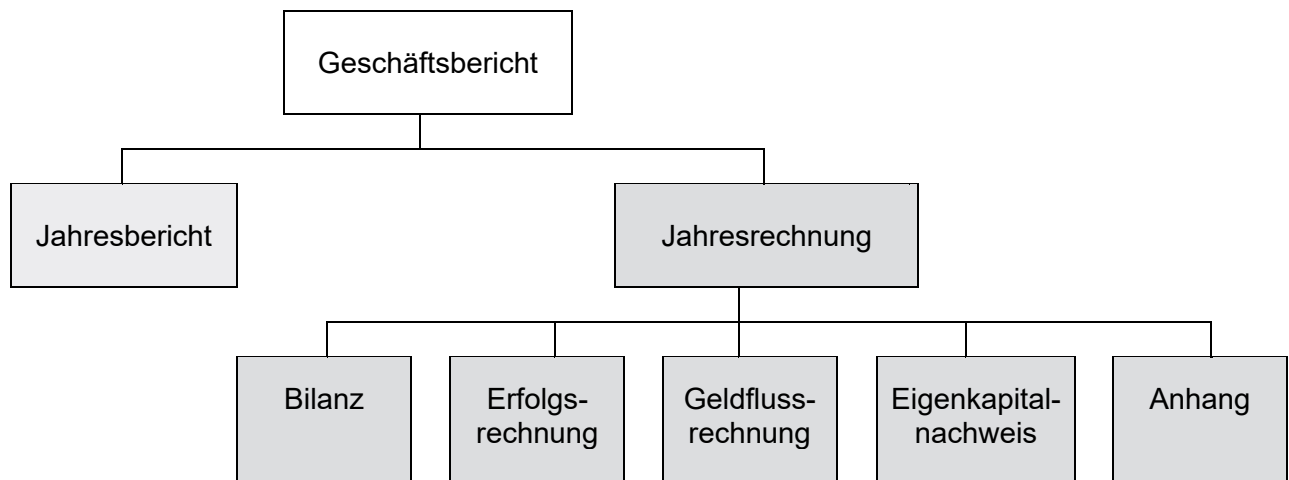 Geschäftsbericht
Jahresbericht
Jahresrechnung
Bilanz
Erfolgs-
rechnung
Geldfluss-
rechnung
Eigenkapital-
nachweis
Anhang